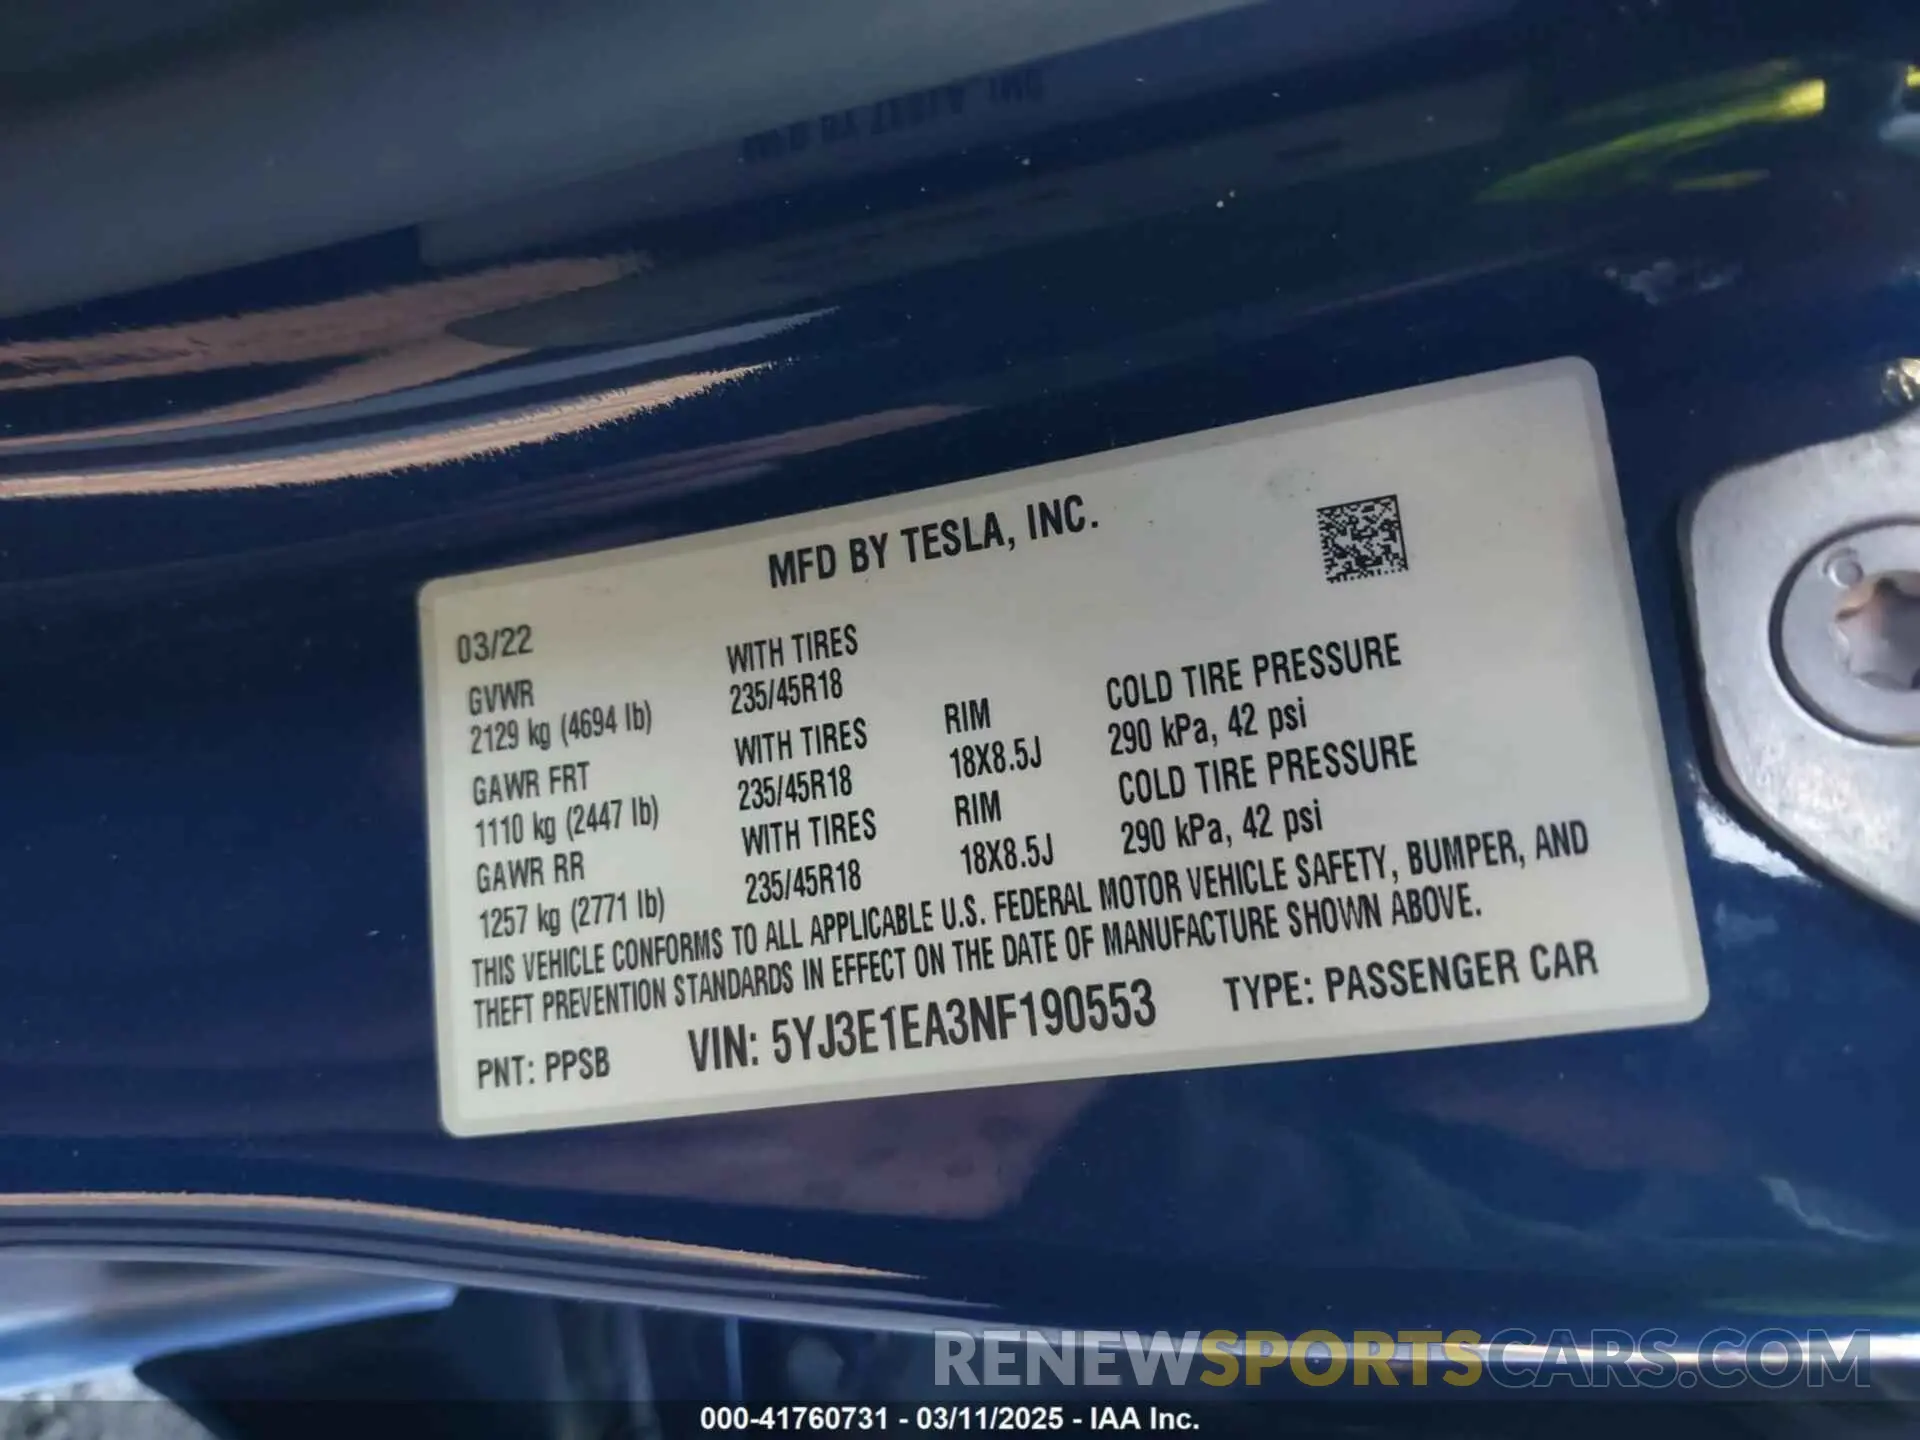 MFD BY TESLA, INC.
03/22
GVWR
2129 kg (4694 lb)
WITH TIRES
235/45R18
GAWR FRT
1110 kg (2447 lb)
WITH TIRES
235/45R18
RIM
18X8.5J
COLD TIRE PRESSURE
290 kPa, 42 psi
GAWR RR
1257 kg (2771 lb)
WITH TIRES
235/45R18
RIM
18X8.5J
COLD TIRE PRESSURE
290 kPa, 42 psi
THIS VEHICLE CONFORMS TO ALL APPLICABLE U.S. FEDERAL MOTOR VEHICLE SAFETY, BUMPER, AND
THEFT PREVENTION STANDARDS IN EFFECT ON THE DATE OF MANUFACTURE SHOWN ABOVE.
PNT: PPSB VIN: 5YJ3E1EA3NF190553 TYPE: PASSENGER CAR
RENEWSPORTSCARS.COM
000-41760731 - 03/11/2025 - IAA Inc.